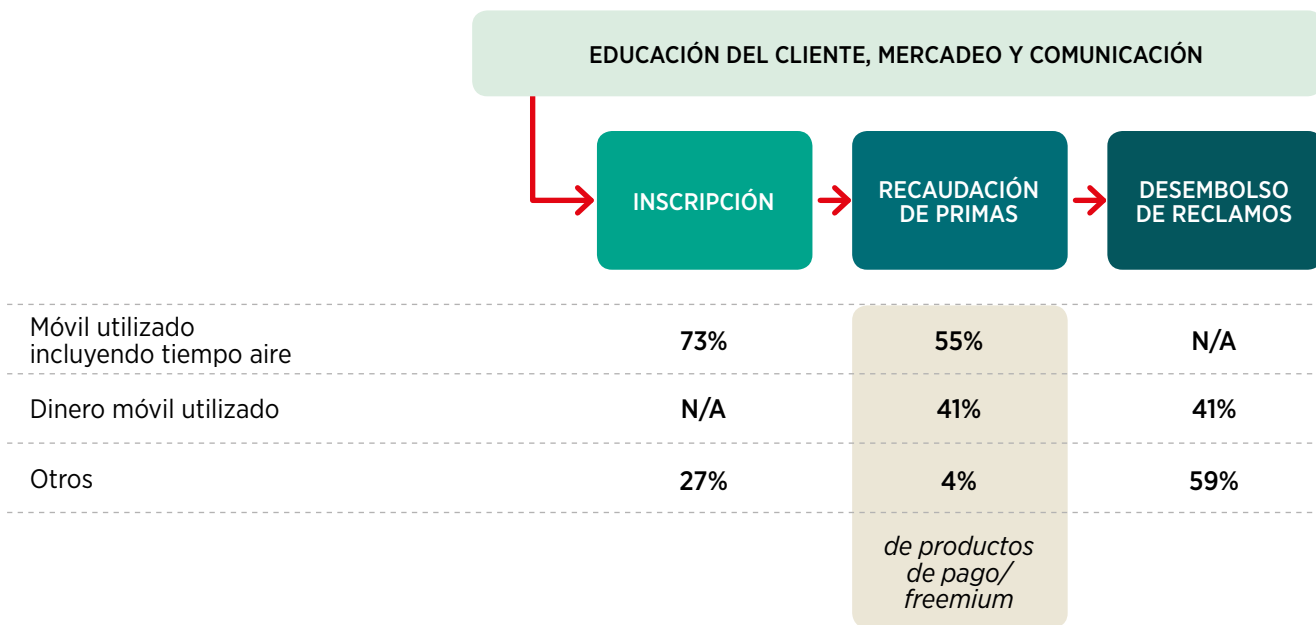 EDUCACIÓN DEL CLIENTE, MERCADEO Y COMUNICACIÓN
INSCRIPCIÓN
RECAUDACIÓN
DE PRIMAS
DESEMBOLSO
DE RECLAMOS
Móvil utilizado
incluyendo tiempo aire
73%
55%
N/A
Dinero móvil utilizado
N/A
41%
41%
Otros
27%
4%
59%
de productos
de pago/
freemium